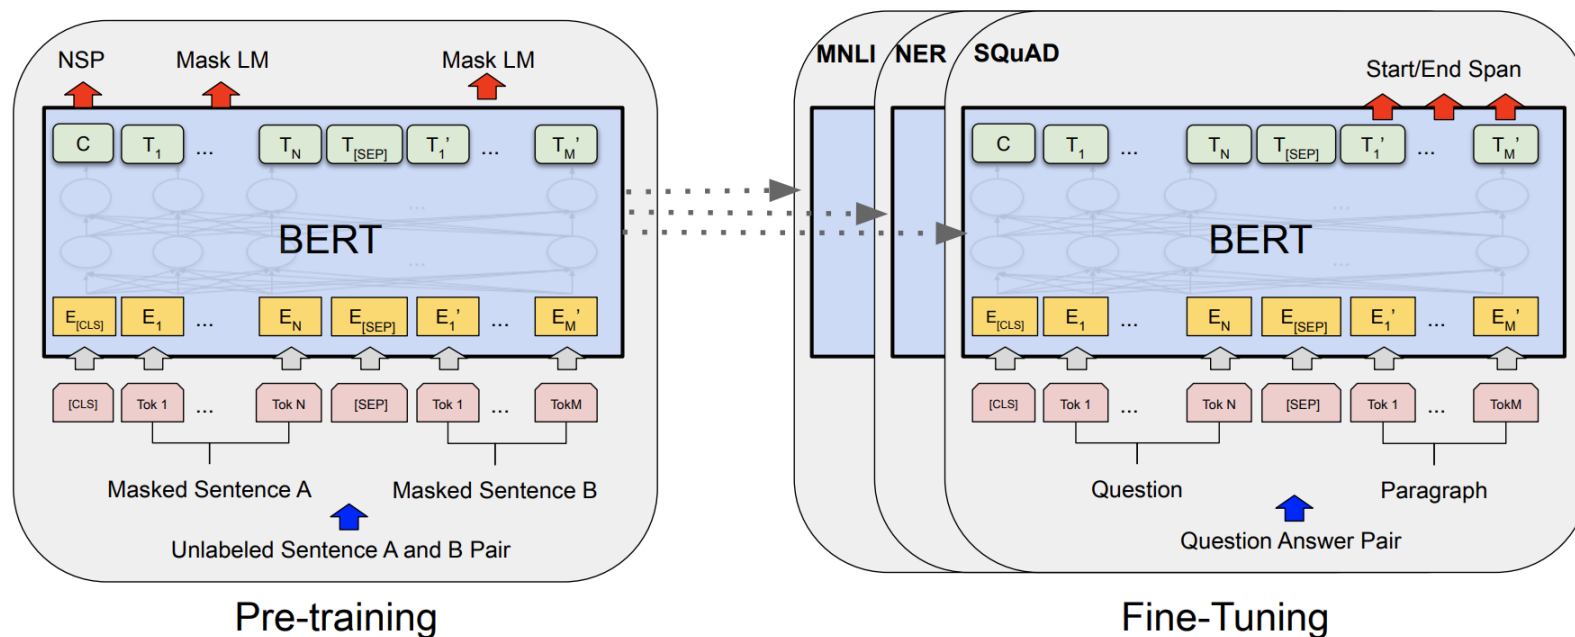 NSP Mask LM Mask LM
C T1 ... TN T[SEP] T1’ ... TM’
...
BERT
...
E[CLS] E1 ... EN E[SEP] E1’ ... EM’
[CLS] Tok 1 ... Tok N [SEP] Tok 1 ... TokM
Masked Sentence A Masked Sentence B
Unlabeled Sentence A and B Pair
Pre-training
MNLI NER SQuAD
Start/End Span
C T1 ... TN T[SEP] T1’ ... TM’
...
BERT
...
E[CLS] E1 ... EN E[SEP] E1’ ... EM’
[CLS] Tok 1 ... Tok N [SEP] Tok 1 ... TokM
Question Paragraph
Question Answer Pair
Fine-Tuning